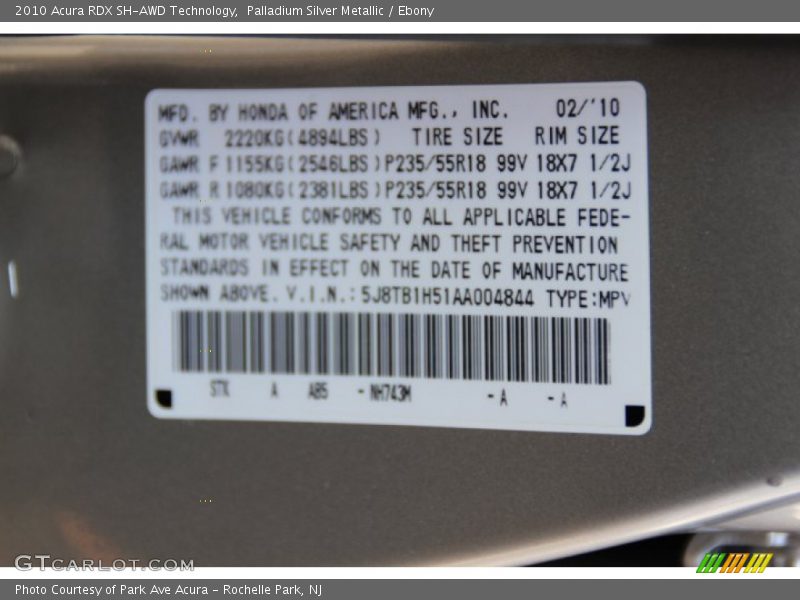 2010 Acura RDX SH-AWD Technology,  Palladium Silver Metallic / Ebony
MFD. BY HONDA OF AMERICA MFG., INC. 02/'10
GVWR 2220KG(4894LBS) TIRE SIZE RIM SIZE
GAWR F 1155KG(2546LBS)P235/55R18 99V 18X7 1/2J
GAWR R 1080KG(2381LBS)P235/55R18 99V 18X7 1/2J
THIS VEHICLE CONFORMS TO ALL APPLICABLE FEDE-
RAL MOTOR VEHICLE SAFETY AND THEFT PREVENTION
STANDARDS IN EFFECT ON THE DATE OF MANUFACTURE
SHOWN ABOVE. V.I.N.: 5J8TB1H51AA004844 TYPE:MPV
STK A AB5 -NH743M -A -A
GTCARLOT.COM
Photo Courtesy of Park Ave Acura - Rochelle Park, NJ